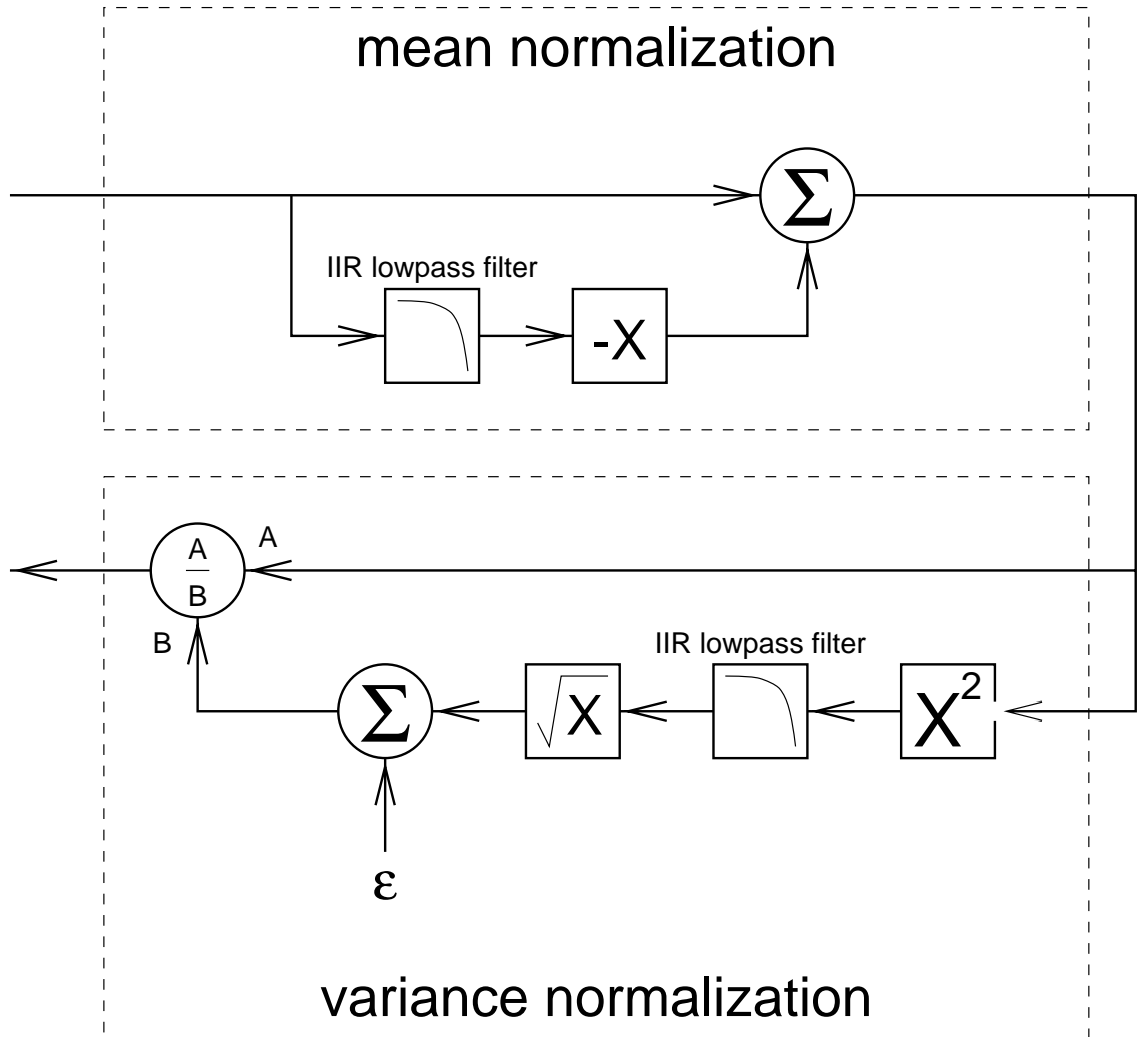 mean normalization
Σ
IIR lowpass filter
-X
A
A
B
B
IIR lowpass filter
Σ
√X
X²
ε
variance normalization